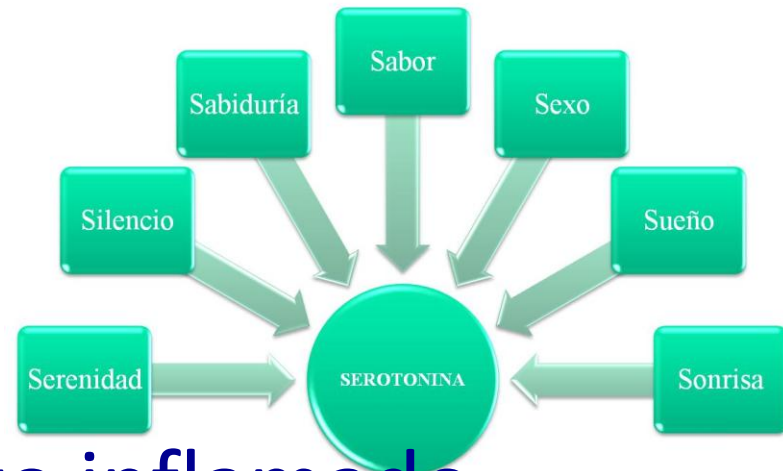 Sabor
Sabiduría
Sexo
Silencio
Sueño
Serenidad
SEROTONINA
Sonrisa